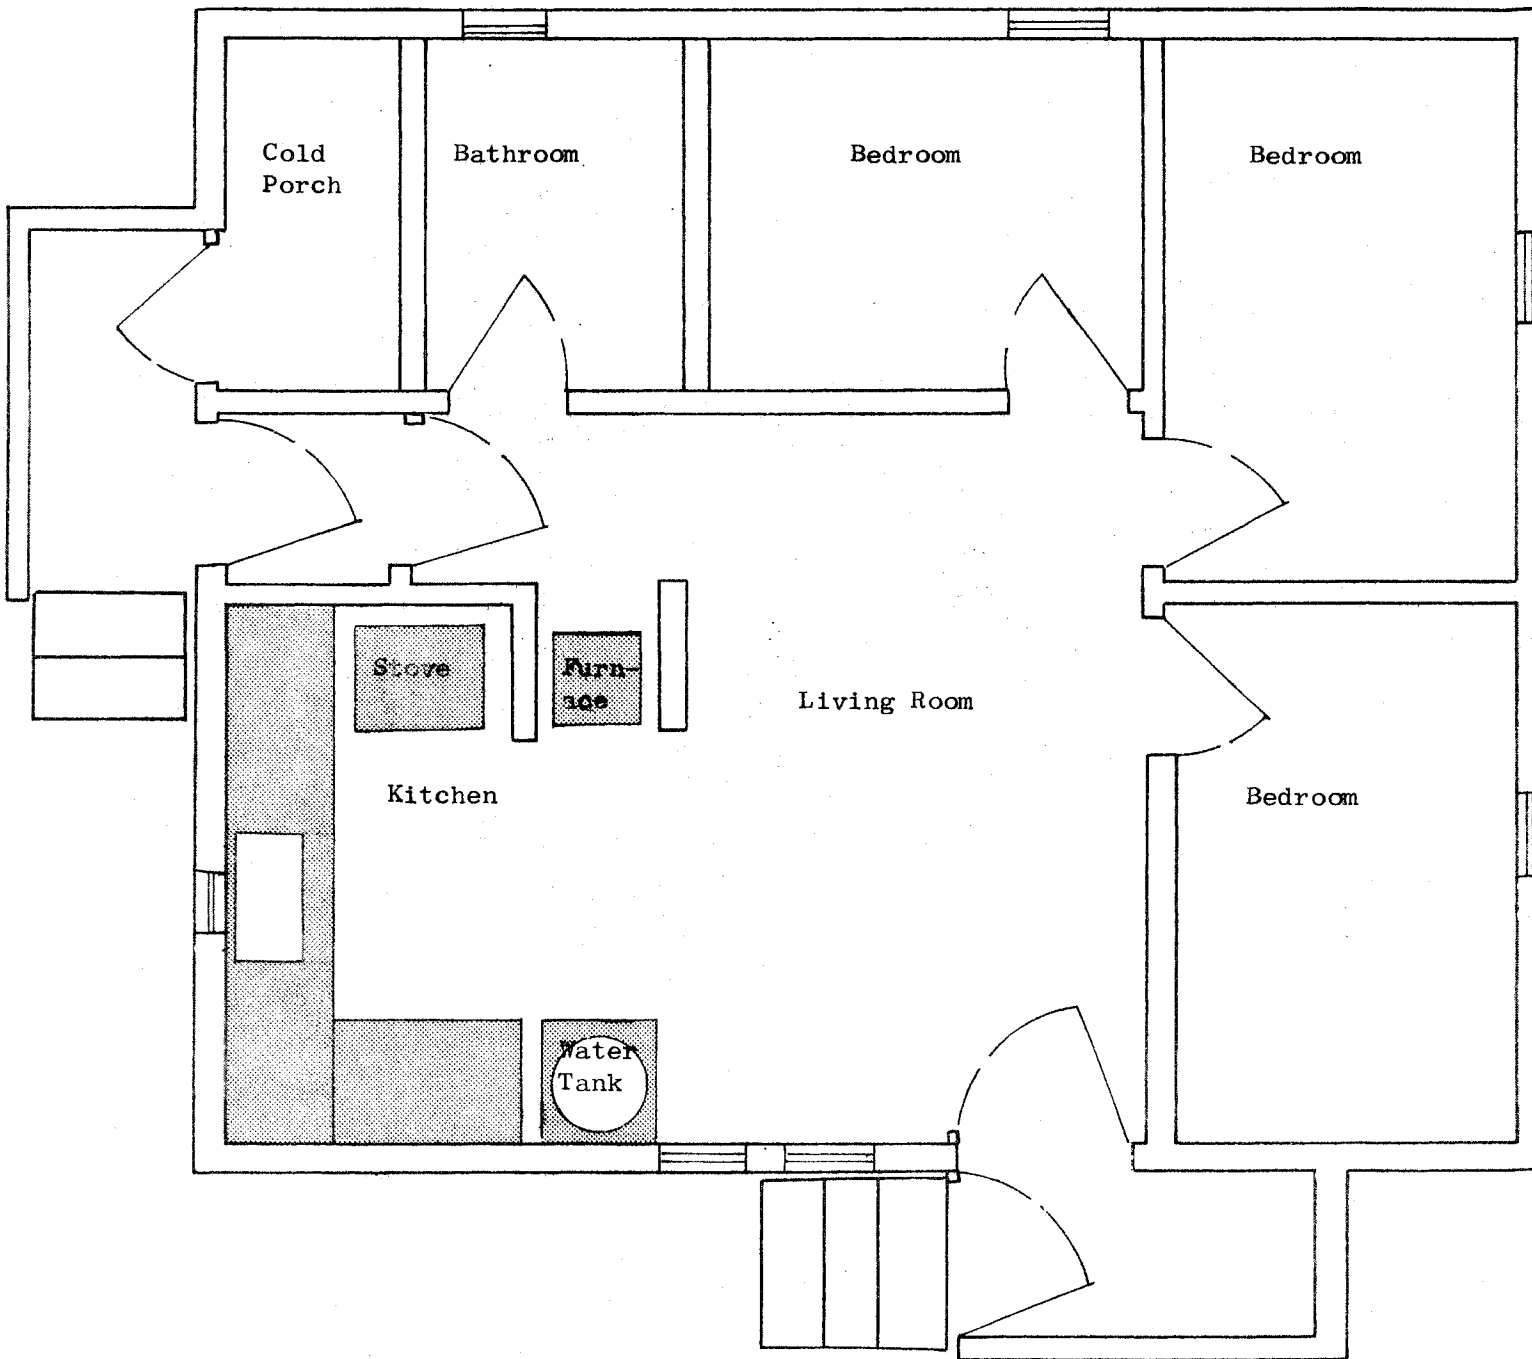 Cold
Porch
Bathroom
Bedroom
Bedroom
Stove
Furn-
ace
Living Room
Kitchen
Bedroom
Water
Tank